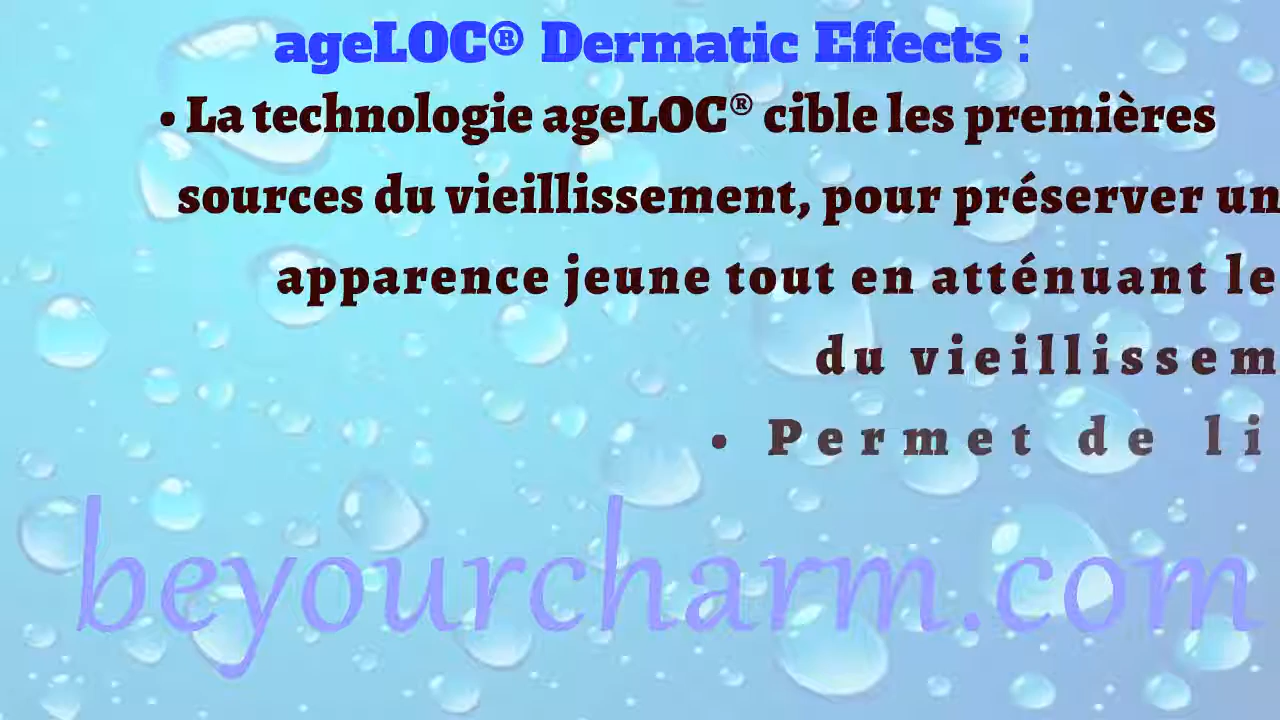 ageLOC® Dermatic Effects :
• La technologie ageLOC® cible les premières
sources du vieillissement, pour préserver un
apparence jeune tout en atténuant le
du vieillissem
• Permet de li
beyourcharm.com